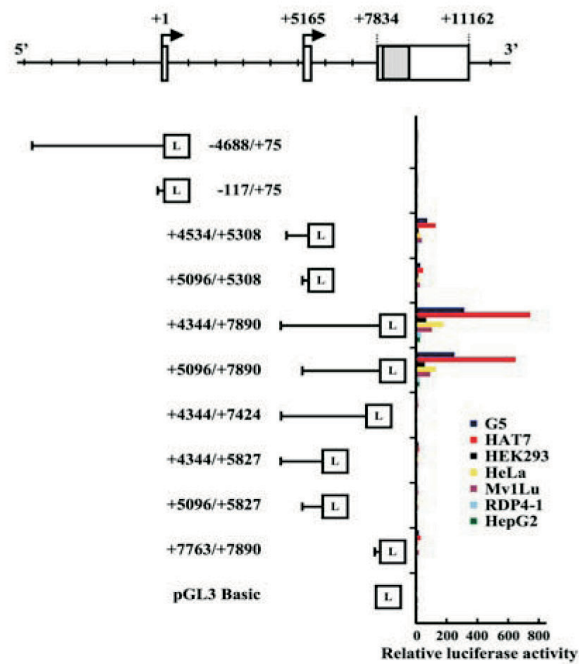 +1 +5165 +7834 +11162
5' 3'
L -4688/+75
L -117/+75
+4534/+5308 L
+5096/+5308 L
+4344/+7890 L
+5096/+7890 L
+4344/+7424 L
+4344/+5827 L
+5096/+5827 L
+7763/+7890 L
pGL3 Basic L
G5
HAT7
HEK293
HeLa
Mv1Lu
RDP4-1
HepG2
0 200 400 600 800
Relative luciferase activity